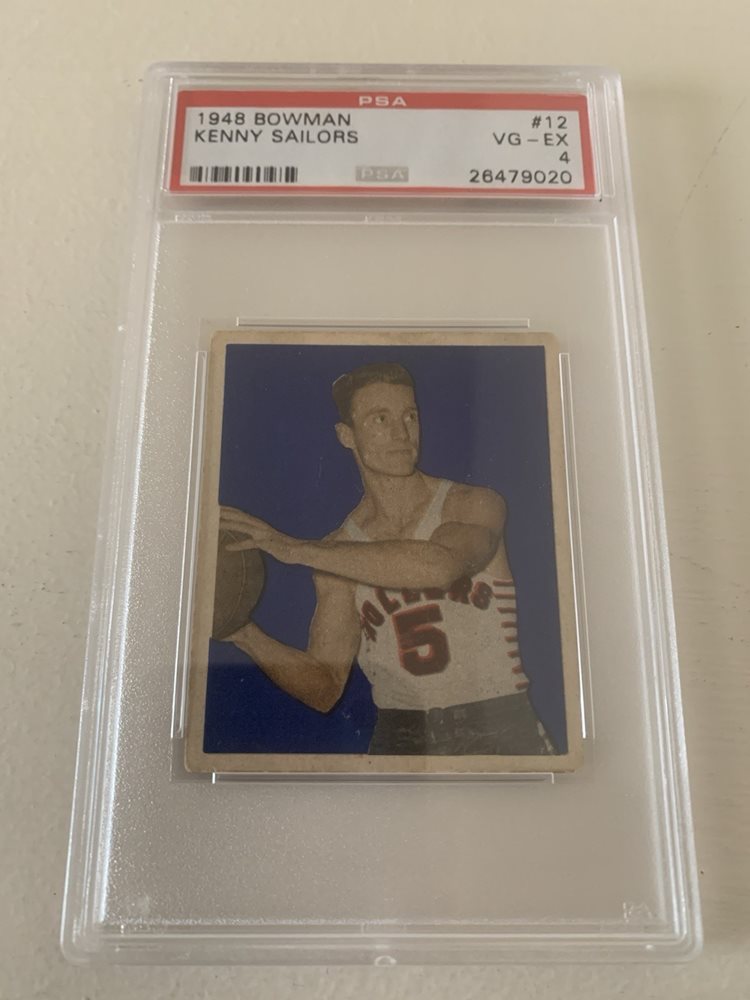 PSA
1948 BOWMAN #12
KENNY SAILORS VG-EX
4
PSA 26479020
5